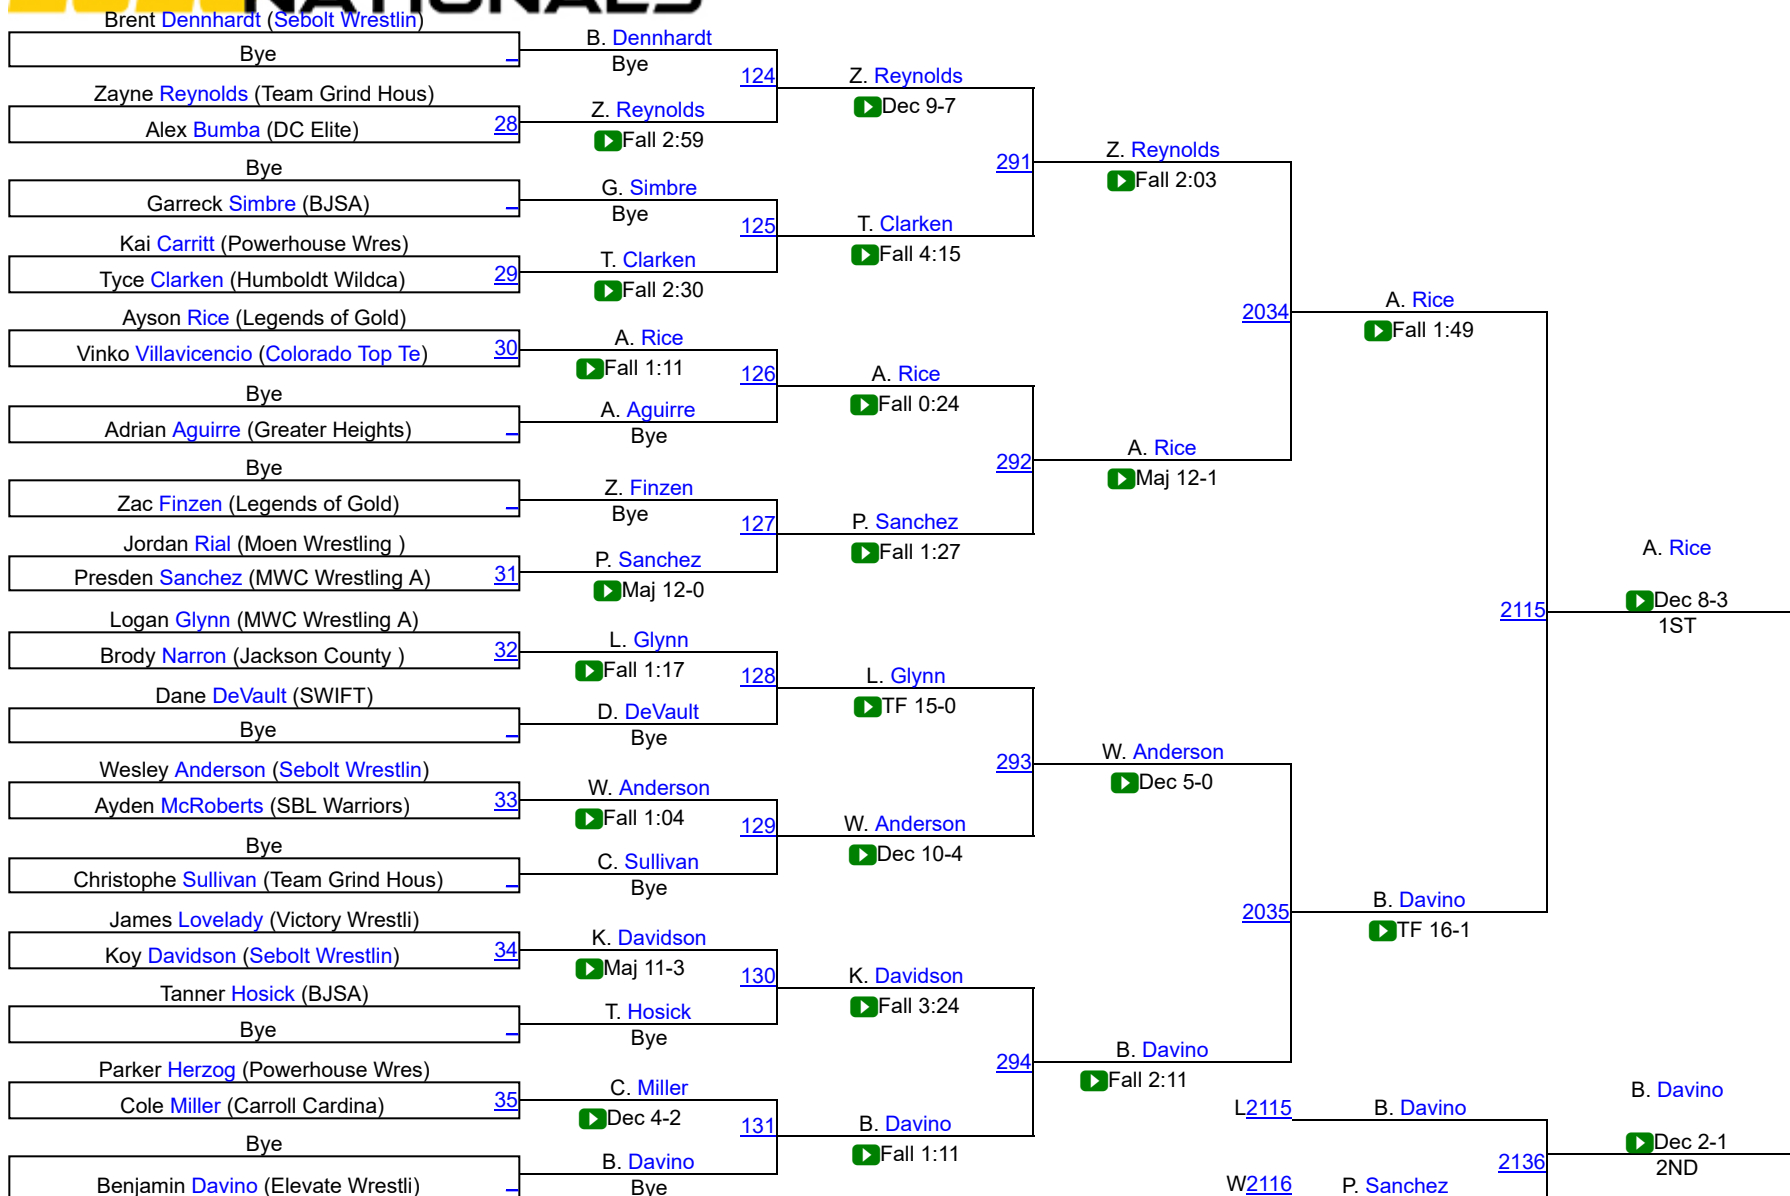 NATIONALS
Brent Dennhardt (Sebolt Wrestlin)
Bye
Zayne Reynolds (Team Grind Hous)
Alex Bumba (DC Elite)
28
Bye
Garreck Simbre (BJSA)
Kai Carritt (Powerhouse Wres)
Tyce Clarken (Humboldt Wildca)
29
Ayson Rice (Legends of Gold)
Vinko Villavicencio (Colorado Top Te)
30
Bye
Adrian Aguirre (Greater Heights)
Bye
Zac Finzen (Legends of Gold)
Jordan Rial (Moen Wrestling )
Presden Sanchez (MWC Wrestling A)
31
Logan Glynn (MWC Wrestling A)
Brody Narron (Jackson County )
32
Dane DeVault (SWIFT)
Bye
Wesley Anderson (Sebolt Wrestlin)
Ayden McRoberts (SBL Warriors)
33
Bye
Christophe Sullivan (Team Grind Hous)
James Lovelady (Victory Wrestli)
Koy Davidson (Sebolt Wrestlin)
34
Tanner Hosick (BJSA)
Bye
Parker Herzog (Powerhouse Wres)
Cole Miller (Carroll Cardina)
35
Bye
Benjamin Davino (Elevate Wrestli)
B. Dennhardt
Bye
124
Z. Reynolds
Fall 2:59
G. Simbre
Bye
125
T. Clarken
Fall 2:30
A. Rice
Fall 1:11
126
A. Aguirre
Bye
Z. Finzen
Bye
127
P. Sanchez
Maj 12-0
L. Glynn
Fall 1:17
128
D. DeVault
Bye
W. Anderson
Fall 1:04
129
C. Sullivan
Bye
K. Davidson
Maj 11-3
130
T. Hosick
Bye
C. Miller
Dec 4-2
131
B. Davino
Bye
Z. Reynolds
Dec 9-7
291
T. Clarken
Fall 4:15
A. Rice
Fall 0:24
292
P. Sanchez
Fall 1:27
L. Glynn
TF 15-0
293
W. Anderson
Dec 10-4
K. Davidson
Fall 3:24
294
B. Davino
Fall 1:11
Z. Reynolds
Fall 2:03
2034
A. Rice
Maj 12-1
W. Anderson
Dec 5-0
2035
B. Davino
Fall 2:11
A. Rice
Fall 1:49
2115
B. Davino
TF 16-1
A. Rice
Dec 8-3
1ST
L2115
B. Davino
2136
W2116
P. Sanchez
B. Davino
Dec 2-1
2ND